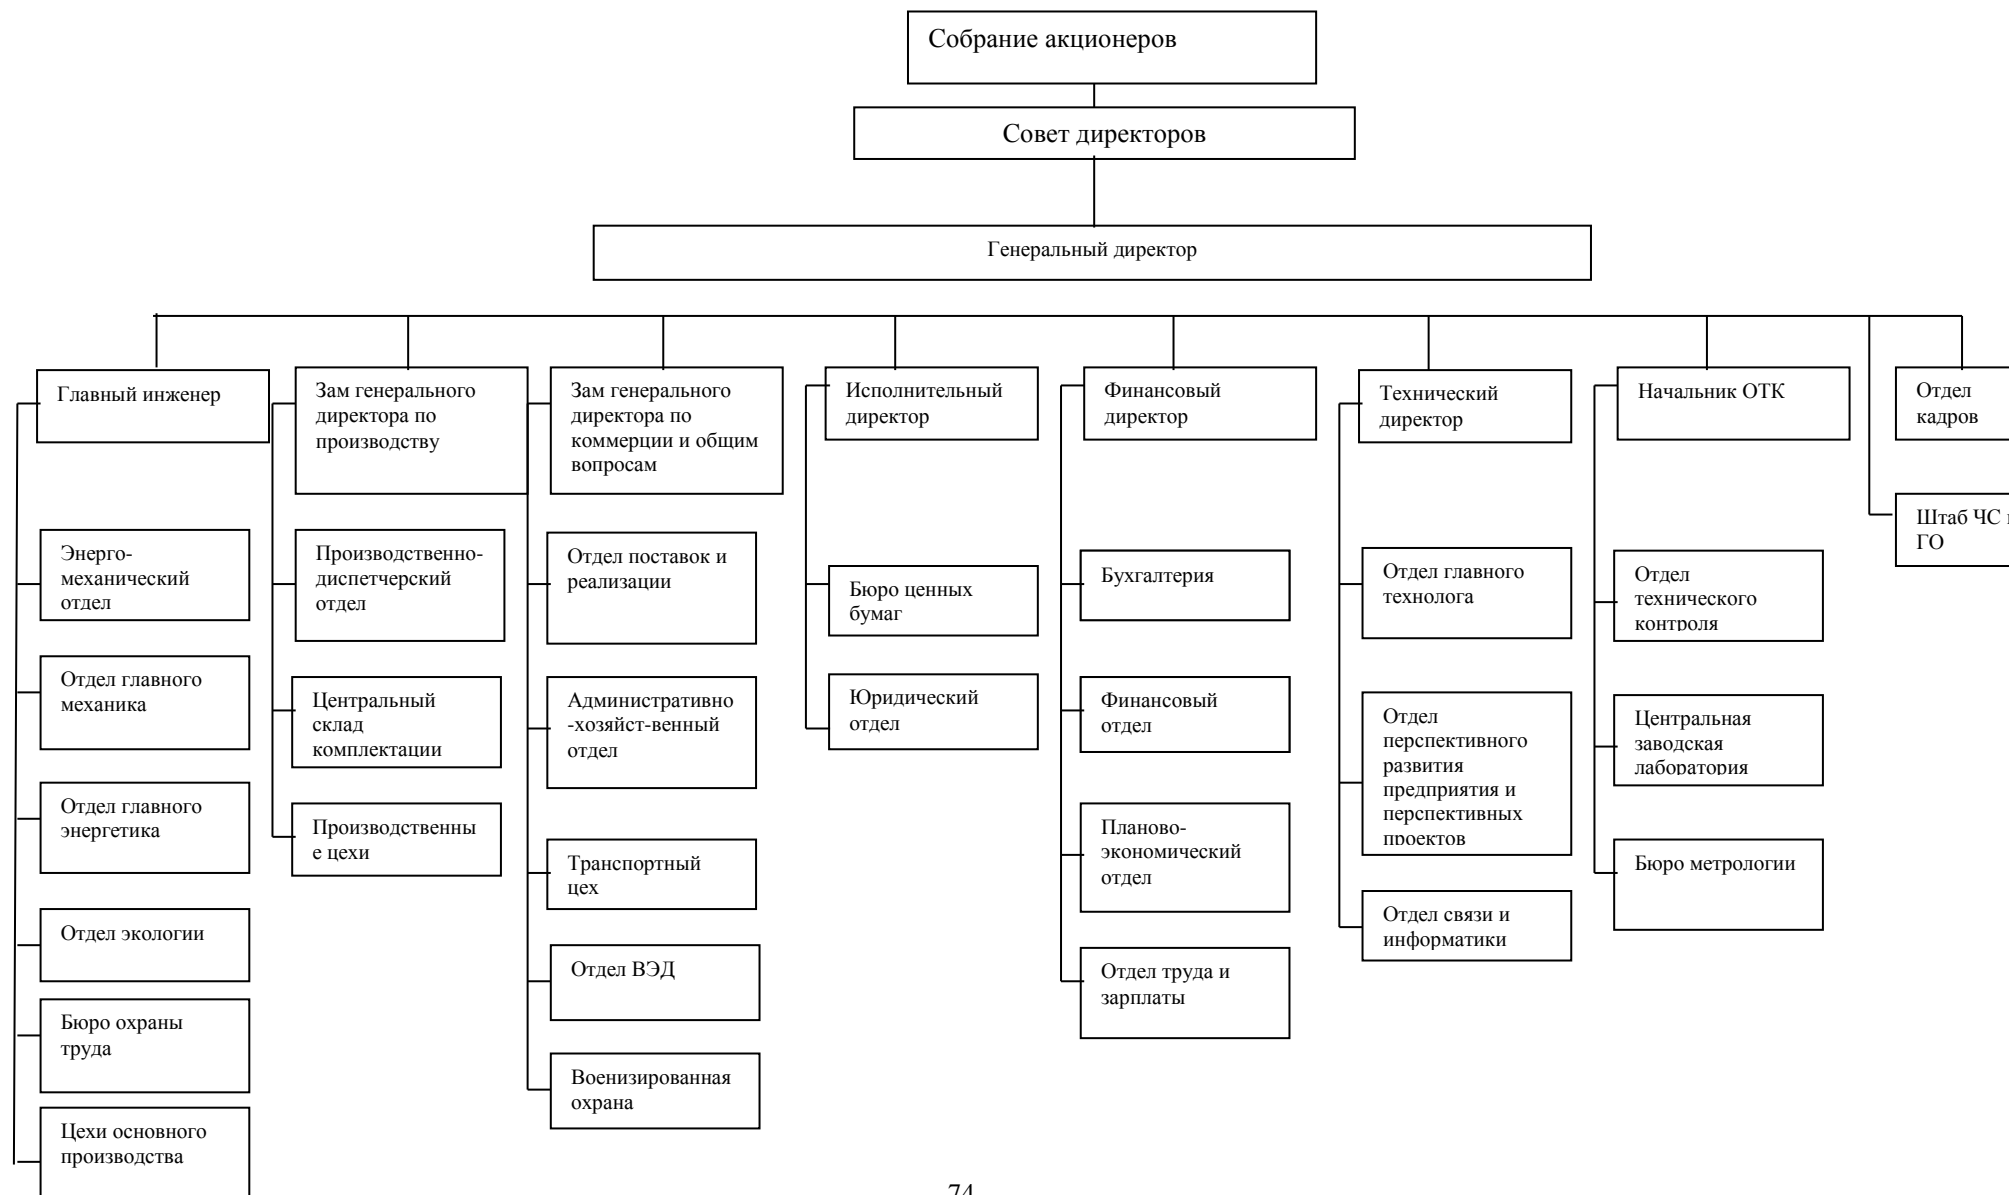 Собрание акционеров
Совет директоров
Генеральный директор
Главный инженер
Зам генерального
директора по
производству
Зам генерального
директора по
коммерции и общим
вопросам
Исполнительный
директор
Финансовый
директор
Технический
директор
Начальник ОТК
Отдел
кадров
Энерго-
механический
отдел
Отдел главного
механика
Отдел главного
энергетика
Отдел экологии
Бюро охраны
труда
Цехи основного
производства
Производственно-
диспетчерский
отдел
Центральный
склад
комплектации
Производственны
е цехи
Отдел поставок и
реализации
Административно
-хозяйст-венный
отдел
Транспортный
цех
Отдел ВЭД
Военизированная
охрана
Бюро ценных
бумаг
Юридический
отдел
Бухгалтерия
Финансовый
отдел
Планово-
экономический
отдел
Отдел труда и
зарплаты
Отдел главного
технолога
Отдел
перспективного
развития
предприятия и
перспективных
проектов
Отдел связи и
информатики
Отдел
технического
контроля
Центральная
заводская
лаборатория
Бюро метрологии
Штаб ЧС
ГО
74